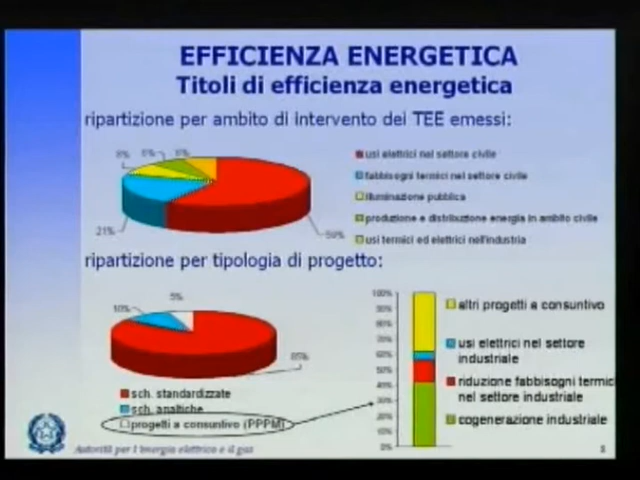 EFFICIENZA ENERGETICA
Titoli di efficienza energetica
ripartizione per ambito di intervento dei TEE emessi:
21%
usi elettrici nel settore civile
fabbisogni termici nel settore civile
illuminazione pubblica
produzione e distribuzione energia in ambito civile
usi termici ed elettrici nell'industria
ripartizione per tipologia di progetto:
10%
5%
85%
sch. standardizzate
sch. analitiche
progetti a consuntivo (PPPM)
100%
90%
80%
70%
60%
50%
40%
30%
20%
10%
0%
altri progetti a consuntivo
usi elettrici nel settore
industriale
riduzione fabbisogni termici
nel settore industriale
cogenerazione industriale
Autorità per l'energia elettrica e il gas